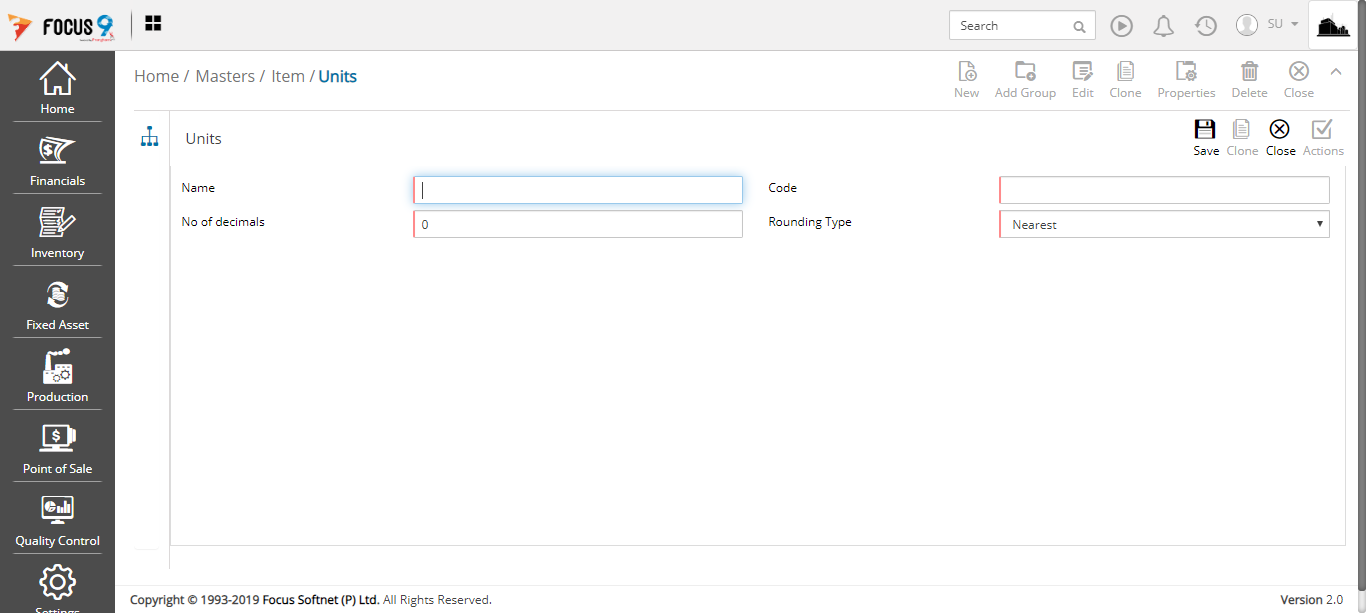 FOCUS 9
Search
SU
Home
Financials
Inventory
Fixed Asset
Production
Point of Sale
Quality Control
Settings
Home / Masters / Item / Units
New
Add Group
Edit
Clone
Properties
Delete
Close
Units
Save
Clone
Close
Actions
Name
Code
No of decimals
0
Rounding Type
Nearest
Copyright © 1993-2019 Focus Softnet (P) Ltd. All Rights Reserved.
Version 2.0